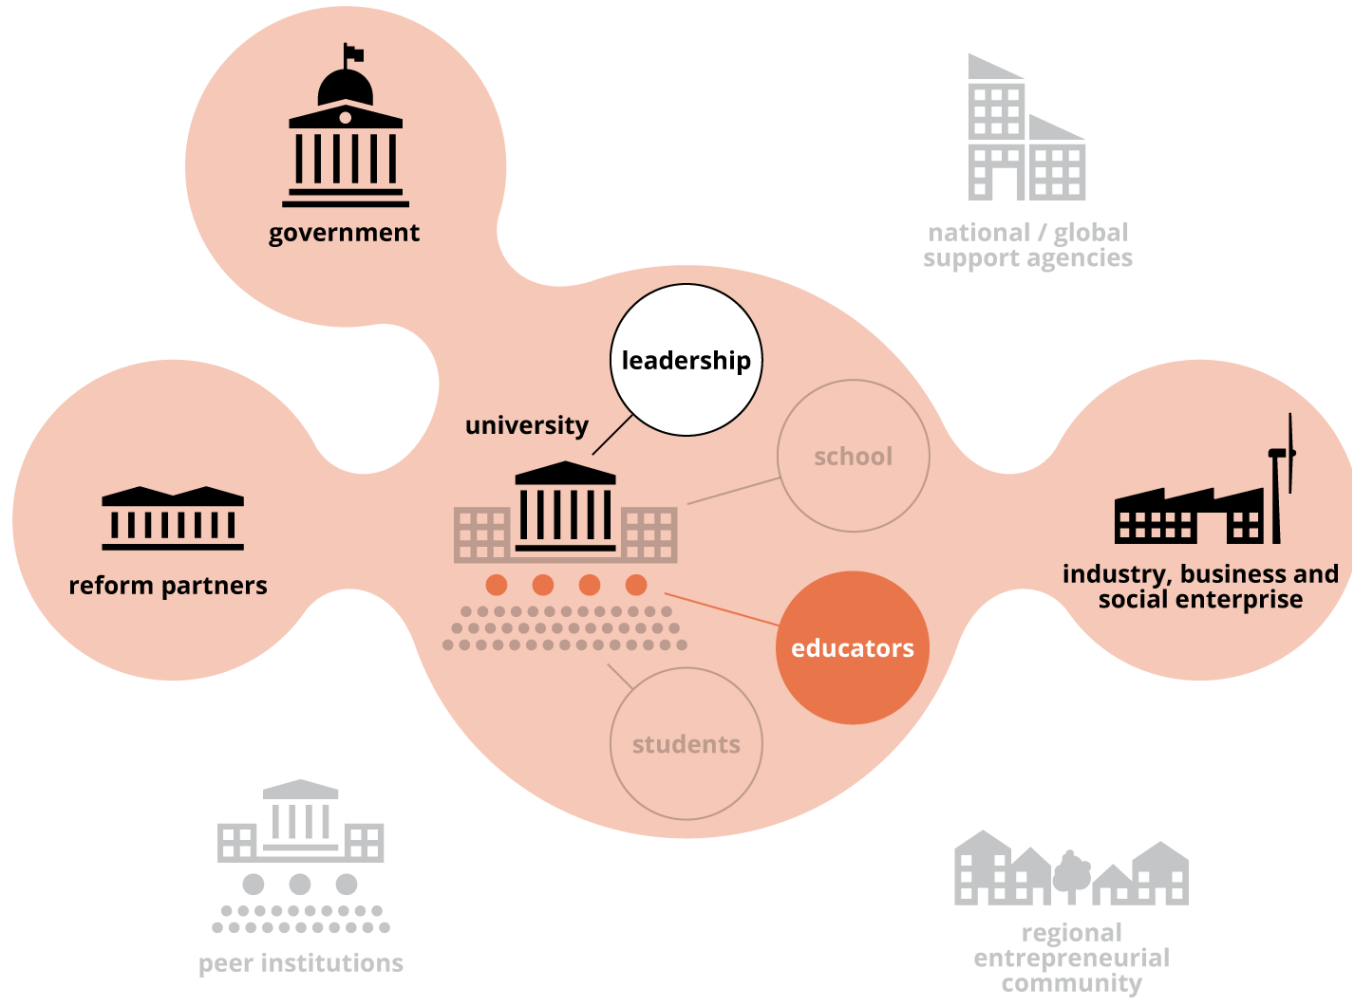 government
national / global
support agencies
leadership
university
school
reform partners
industry, business and
social enterprise
educators
students
peer institutions
regional
entrepreneurial
community